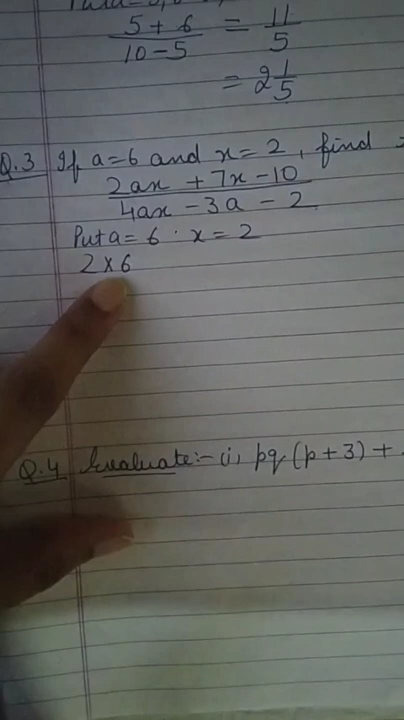 5 + 6 = 11
10 - 5 5
= 2 1/5
Q.3 If a = 6 and x = 2, find :
2ax + 7x - 10
4ax - 3a - 2
Put a = 6 · x = 2
2 x 6
Q.4 Evaluate:- (i) pq (p + 3) +